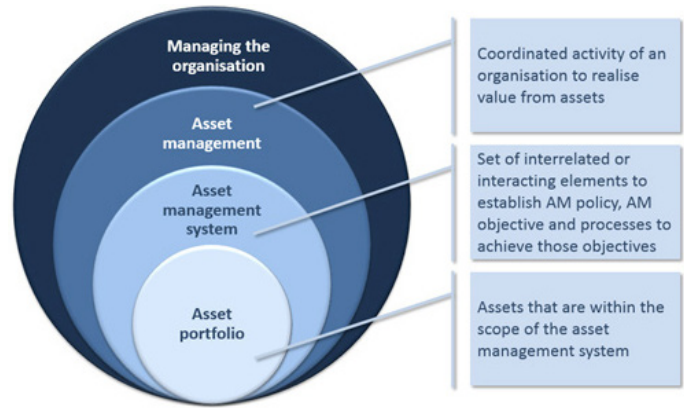 Managing the
organisation
Asset
management
Asset
management
system
Asset
portfolio
Coordinated activity of an
organisation to realise
value from assets
Set of interrelated or
interacting elements to
establish AM policy, AM
objective and processes to
achieve those objectives
Assets that are within the
scope of the asset
management system